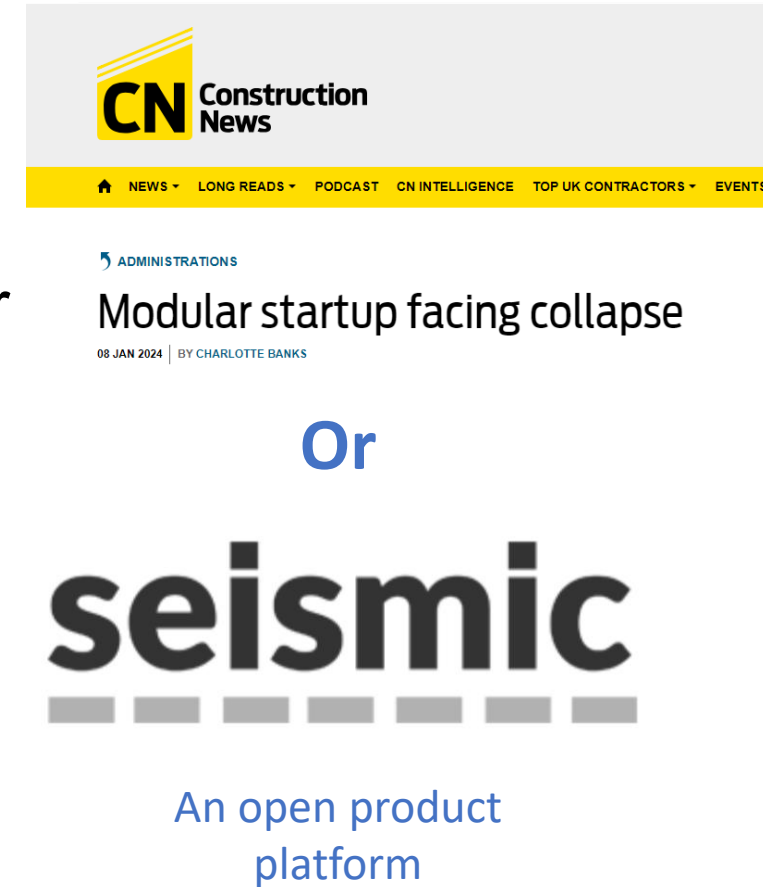 CN Construction
News
NEWS LONG READS PODCAST CN INTELLIGENCE TOP UK CONTRACTORS EVENTS
ADMINISTRATIONS
Modular startup facing collapse
08 JAN 2024 | BY CHARLOTTE BANKS
Or
seismic
An open product
platform